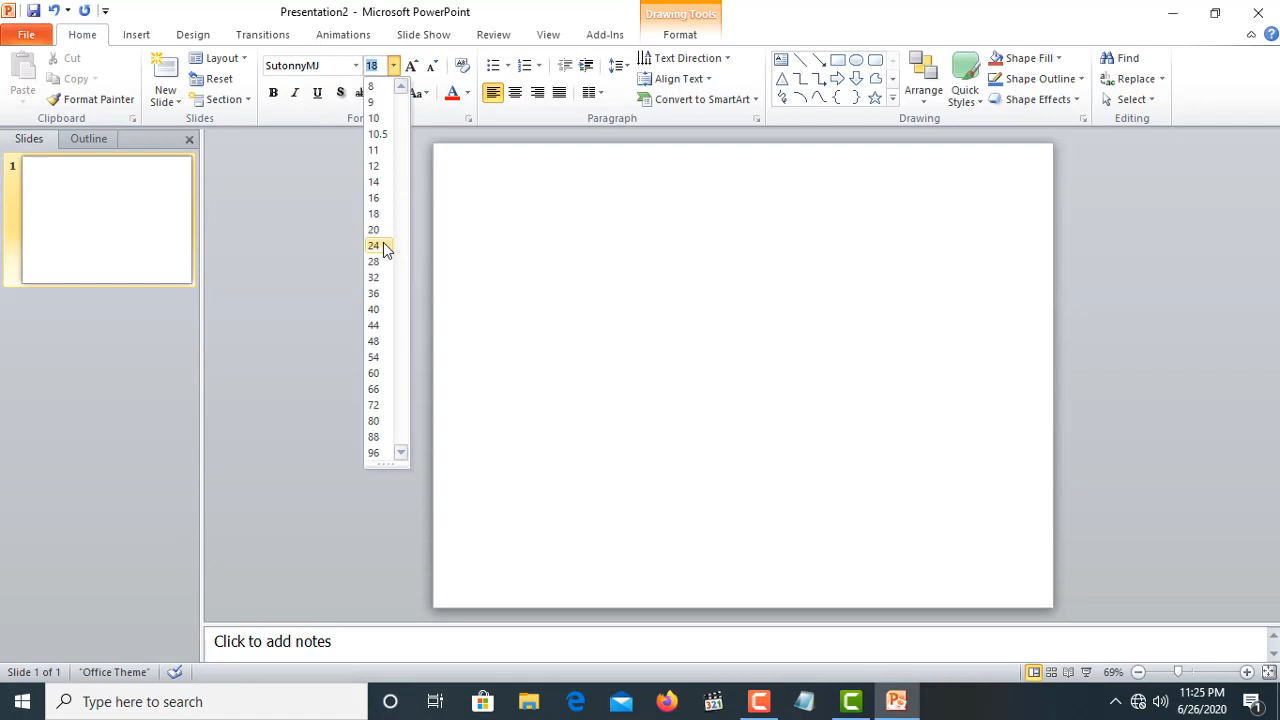 Presentation2 - Microsoft PowerPoint
Drawing Tools
File Home Insert Design Transitions Animations Slide Show Review View Add-Ins Format
Paste
Cut
Copy
Format Painter
Clipboard
New Slide
Layout
Reset
Section
Slides
SutonnyMJ 18
B I U S Aa A
Text Direction
Align Text
Convert to SmartArt
Paragraph
Arrange
Quick Styles
Shape Fill
Shape Outline
Shape Effects
Drawing
Find
Replace
Select
Editing
8
9
10
10.5
11
12
14
16
18
20
24
28
32
36
40
44
48
54
60
66
72
80
88
96
Slides Outline
1
Click to add notes
Slide 1 of 1 "Office Theme" 69%
Type here to search
321
11:25 PM
6/26/2020
1